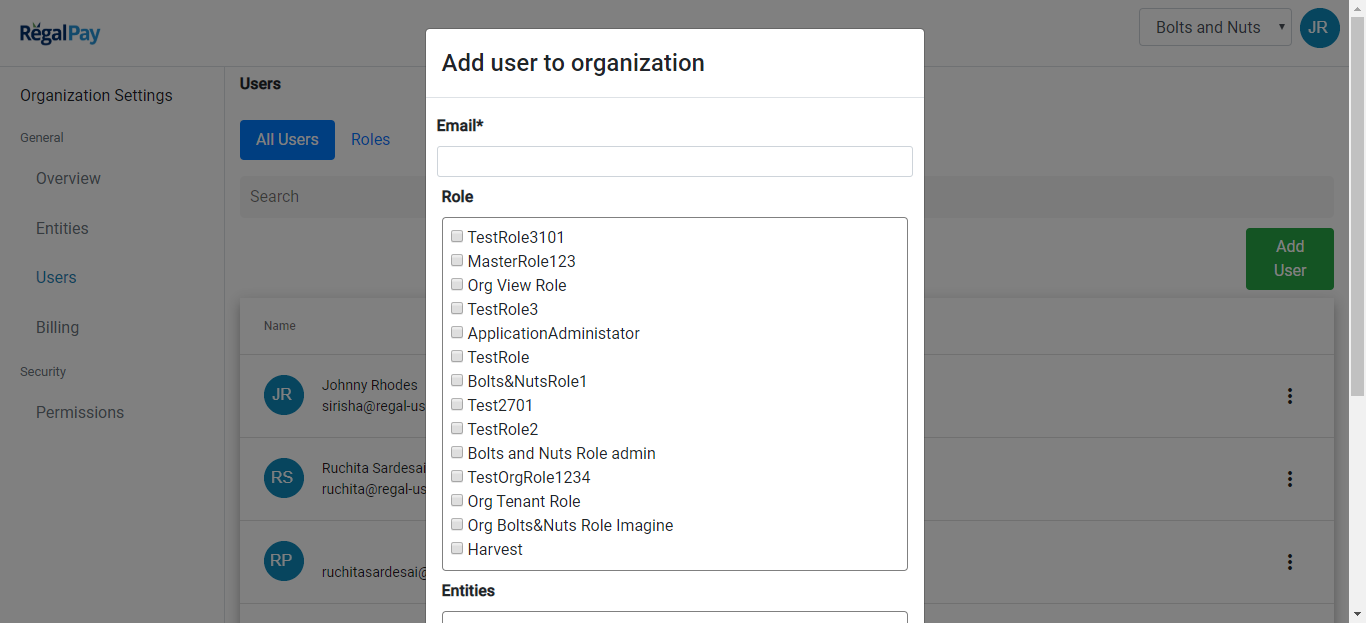 RegalPay
Bolts and Nuts
JR
Organization Settings
General
Overview
Entities
Users
Billing
Security
Permissions
Users
All Users
Roles
Search
Add
User
Name
JR
Johnny Rhodes
sirisha@regal-us
RS
Ruchita Sardesai
ruchita@regal-us
RP
ruchitasardesai@
Add user to organization
Email*
Role
TestRole3101
MasterRole123
Org View Role
TestRole3
ApplicationAdministator
TestRole
Bolts&NutsRole1
Test2701
TestRole2
Bolts and Nuts Role admin
TestOrgRole1234
Org Tenant Role
Org Bolts&Nuts Role Imagine
Harvest
Entities